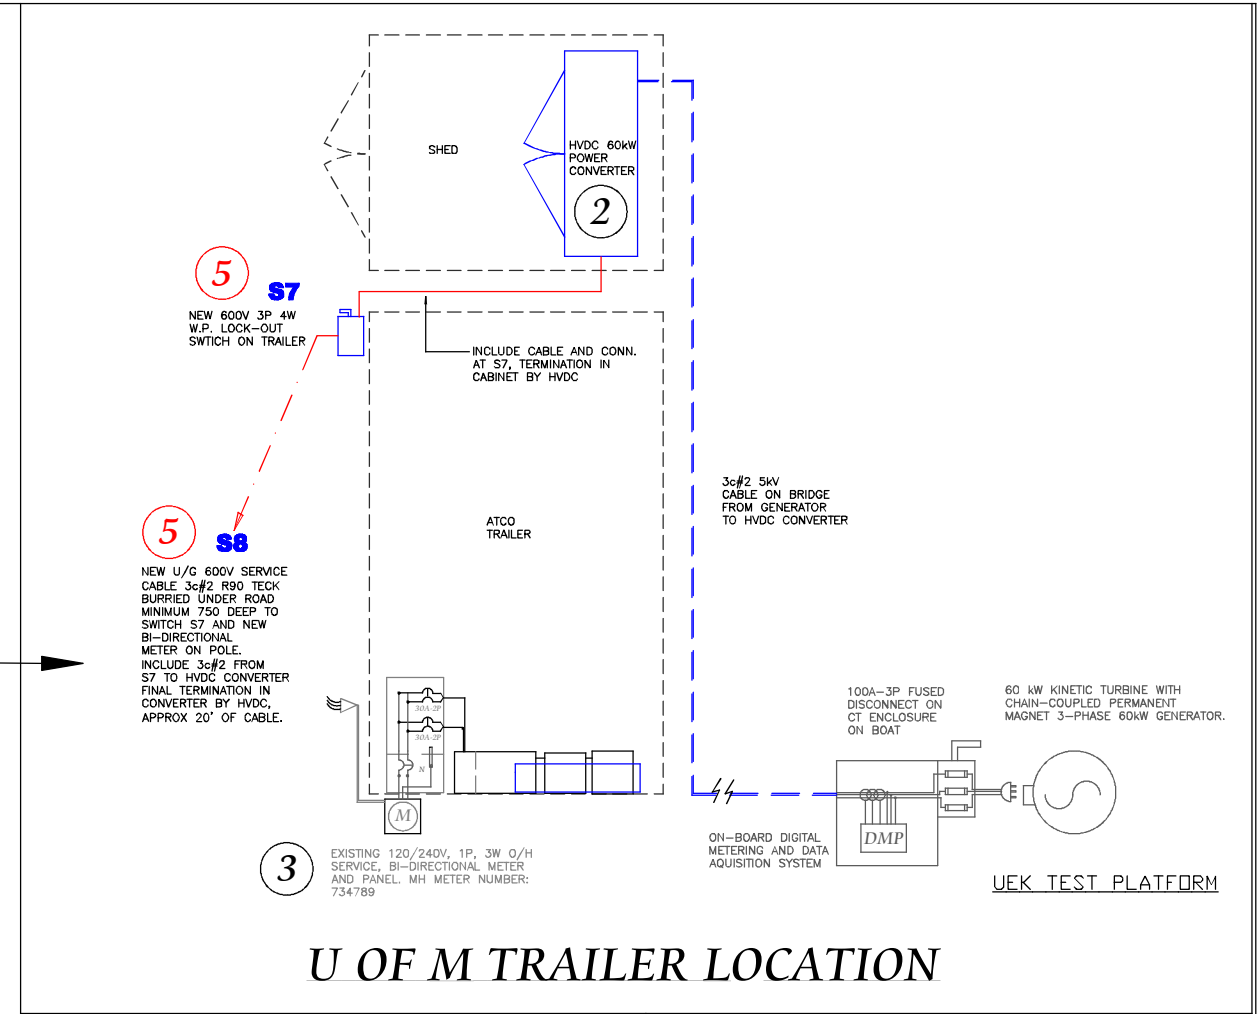 SHED
HVDC 60kW
POWER
CONVERTER
2
5
S7
NEW 600V 3P 4W
W.P. LOCK-OUT
SWTICH ON TRAILER
INCLUDE CABLE AND CONN.
AT S7, TERMINATION IN
CABINET BY HVDC
3c#2 5kV
CABLE ON BRIDGE
FROM GENERATOR
TO HVDC CONVERTER
ATCO
TRAILER
5
S8
NEW U/G 600V SERVICE
CABLE 3c#2 R90 TECK
BURRIED UNDER ROAD
MINIMUM 750 DEEP TO
SWITCH S7 AND NEW
BI-DIRECTIONAL
METER ON POLE.
INCLUDE 3c#2 FROM
S7 TO HVDC CONVERTER
FINAL TERMINATION IN
CONVERTER BY HVDC,
APPROX 20' OF CABLE.
30A-2P
30A-2P
N
M
3
EXISTING 120/240V, 1P, 3W O/H
SERVICE, BI-DIRECTIONAL METER
AND PANEL. MH METER NUMBER:
734789
100A-3P FUSED
DISCONNECT ON
CT ENCLOSURE
ON BOAT
60 kW KINETIC TURBINE WITH
CHAIN-COUPLED PERMANENT
MAGNET 3-PHASE 60kW GENERATOR.
DMP
ON-BOARD DIGITAL
METERING AND DATA
AQUISITION SYSTEM
UEK TEST PLATFORM
U OF M TRAILER LOCATION